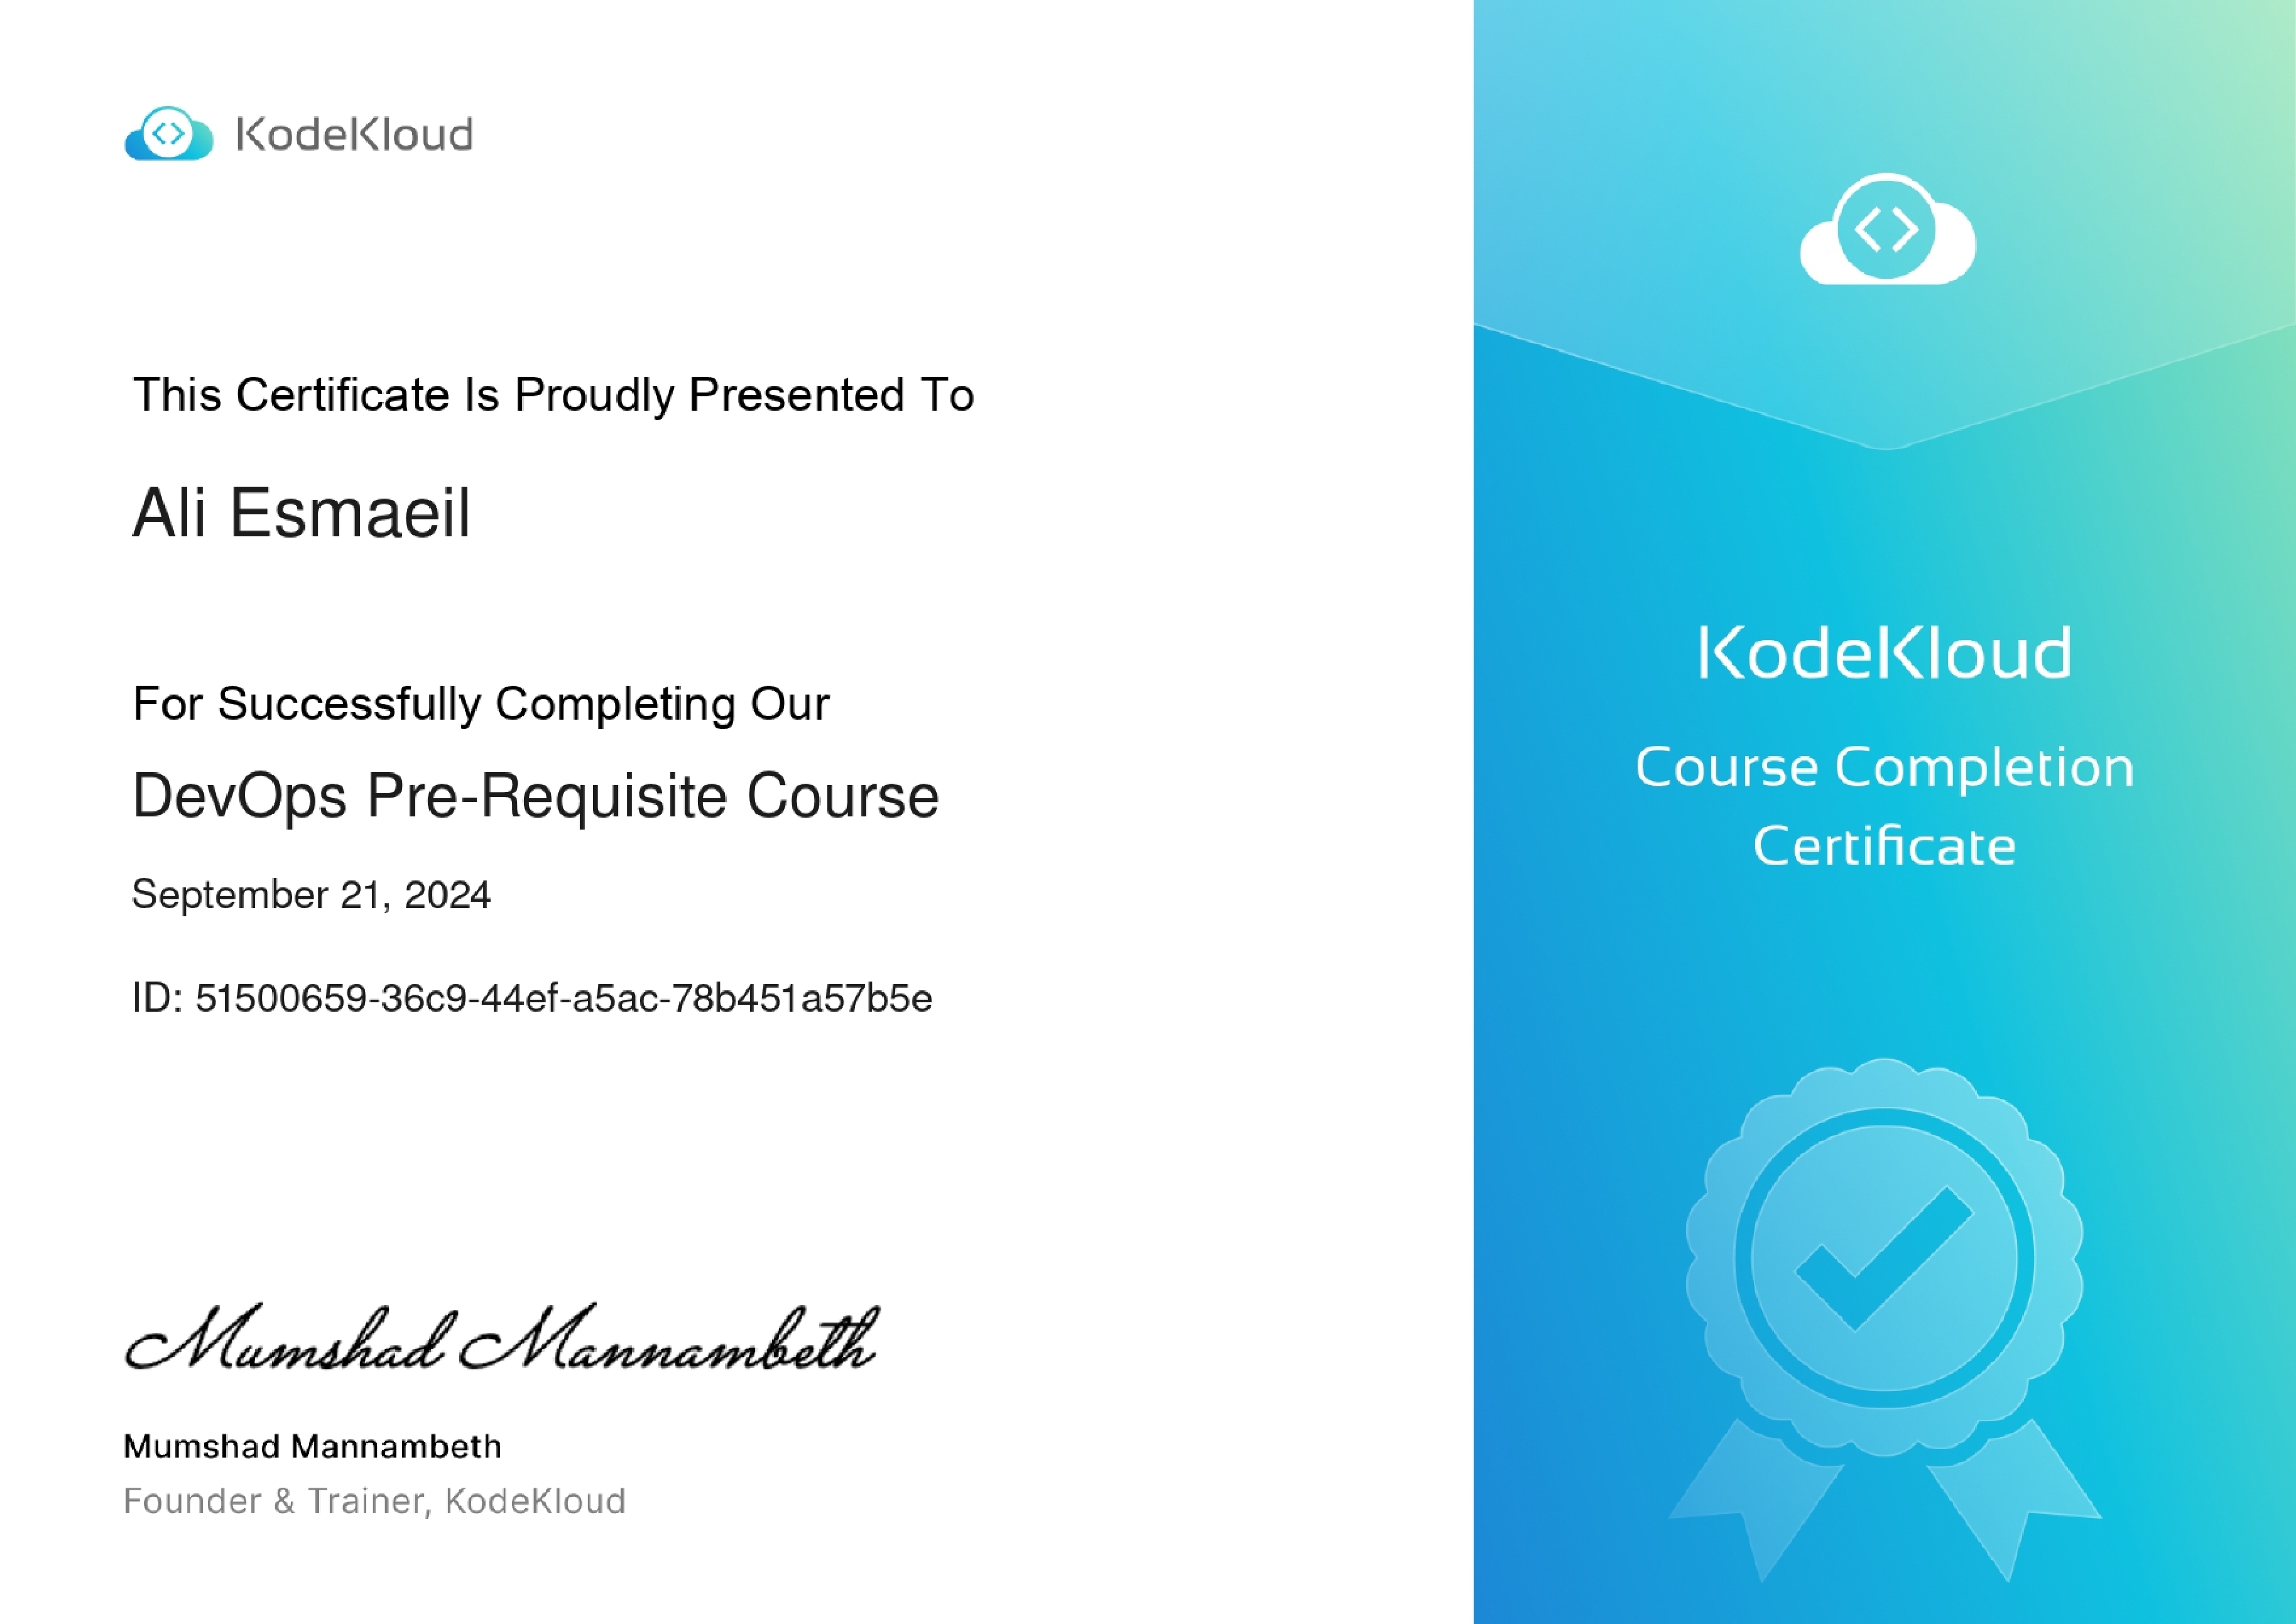 KodeKloud
This Certificate Is Proudly Presented To
Ali Esmaeil
For Successfully Completing Our
DevOps Pre-Requisite Course
September 21, 2024
ID: 51500659-36c9-44ef-a5ac-78b451a57b5e
Mumshad Mannambeth
Mumshad Mannambeth
Founder & Trainer, KodeKloud
KodeKloud
Course Completion
Certificate